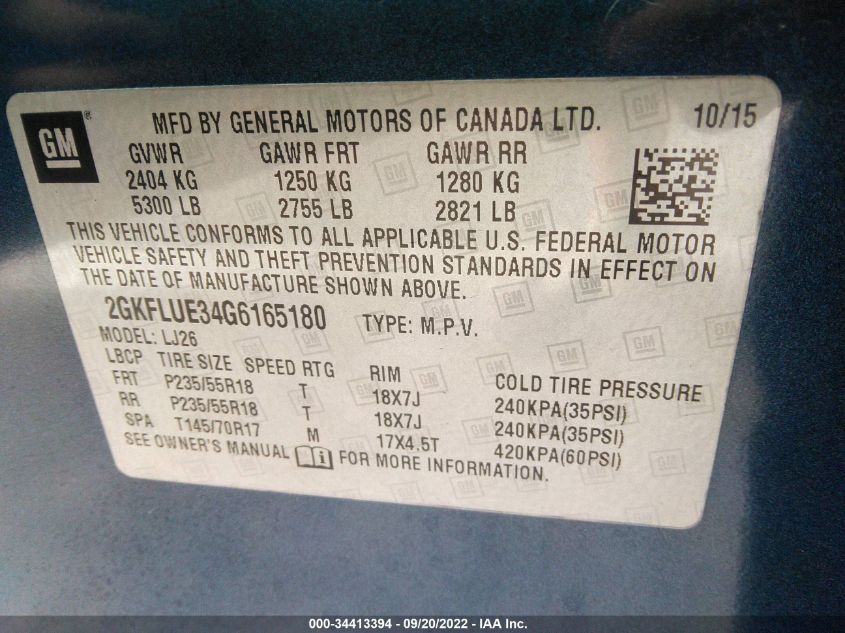 GM
MFD BY GENERAL MOTORS OF CANADA LTD. 10/15
GVWR GAWR FRT GAWR RR
2404 KG 1250 KG 1280 KG
5300 LB 2755 LB 2821 LB
THIS VEHICLE CONFORMS TO ALL APPLICABLE U.S. FEDERAL MOTOR
VEHICLE SAFETY AND THEFT PREVENTION STANDARDS IN EFFECT ON
THE DATE OF MANUFACTURE SHOWN ABOVE.
2GKFLUE34G6165180 TYPE: M.P.V.
MODEL: LJ26
LBCP TIRE SIZE SPEED RTG RIM COLD TIRE PRESSURE
FRT P235/55R18 T 18X7J 240KPA(35PSI)
RR P235/55R18 T 18X7J 240KPA(35PSI)
SPA T145/70R17 M 17X4.5T 420KPA(60PSI)
SEE OWNER'S MANUAL FOR MORE INFORMATION.
000-34413394 - 09/20/2022 - IAA Inc.